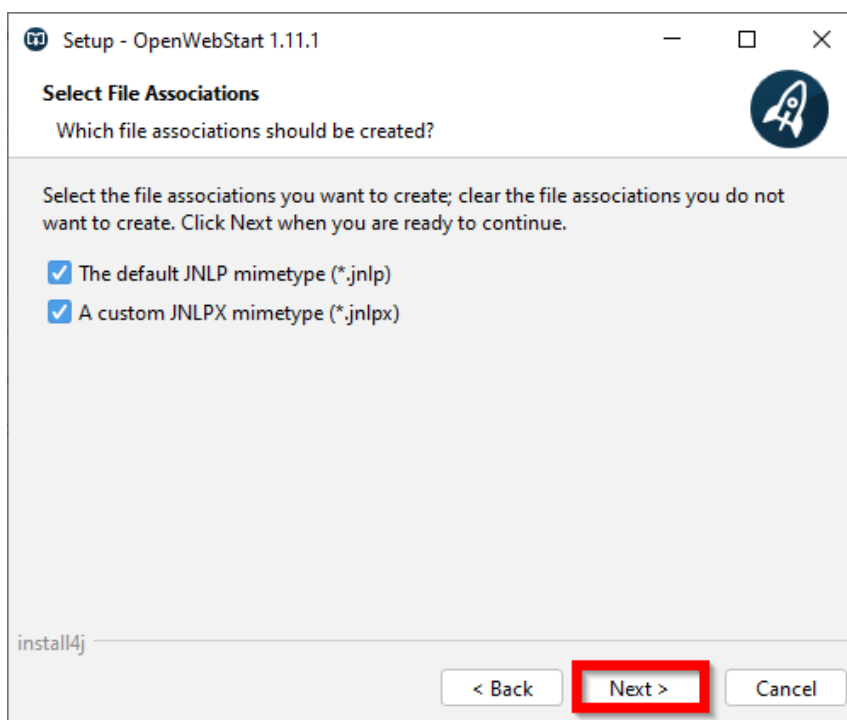 Setup - OpenWebStart 1.11.1
Select File Associations
Which file associations should be created?
Select the file associations you want to create; clear the file associations you do not
want to create. Click Next when you are ready to continue.
The default JNLP mimetype (*.jnlp)
A custom JNLPX mimetype (*.jnlpx)
install4j
< Back
Next >
Cancel